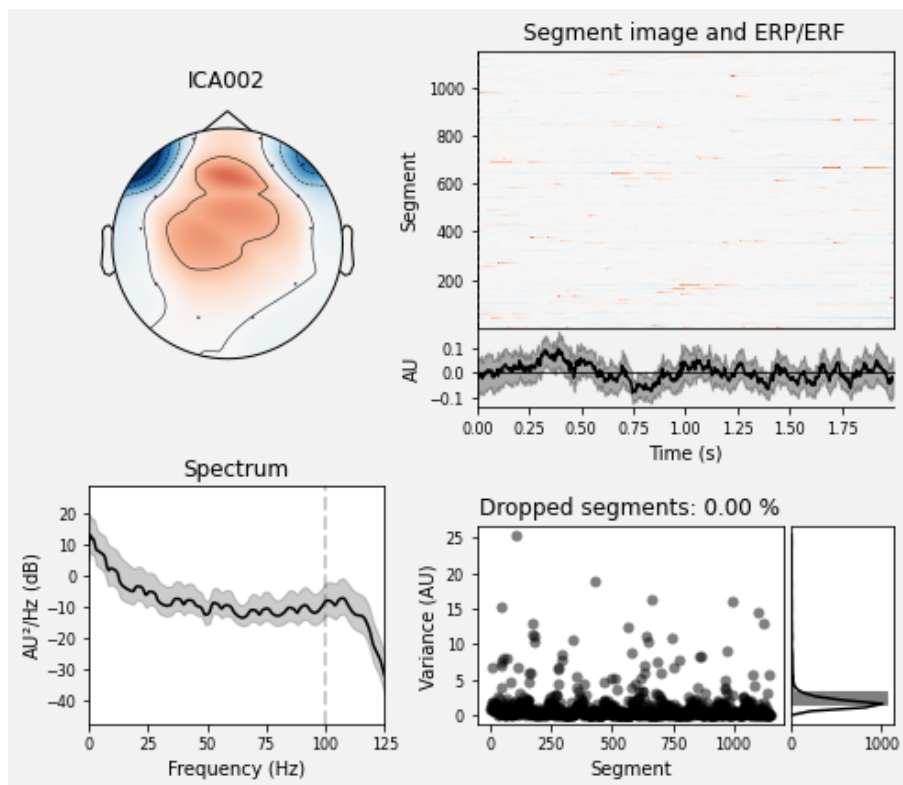 Segment image and ERP/ERF
ICA002
1000
800
600
400
200
Segment
0.1
0.0
−0.1
AU
0.00 0.25 0.50 0.75 1.00 1.25 1.50 1.75
Time (s)
Spectrum
20
10
0
−10
−20
−30
−40
AU²/Hz (dB)
0 25 50 75 100 125
Frequency (Hz)
Dropped segments: 0.00 %
25
20
15
10
5
0
Variance (AU)
0 250 500 750 1000
0 1000
Segment